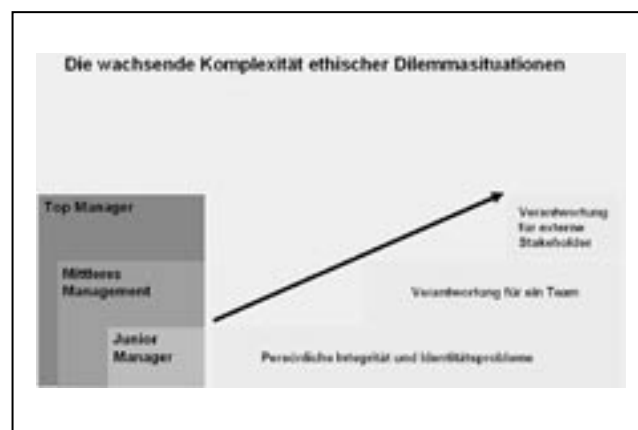 Die wachsende Komplexität ethischer Dilemmasituationen
Top Manager
Verantwortung
für externe
Stakeholder
Mittleres
Management
Verantwortung für ein Team
Junior
Manager
Persönliche Integrität und Identitätsprobleme